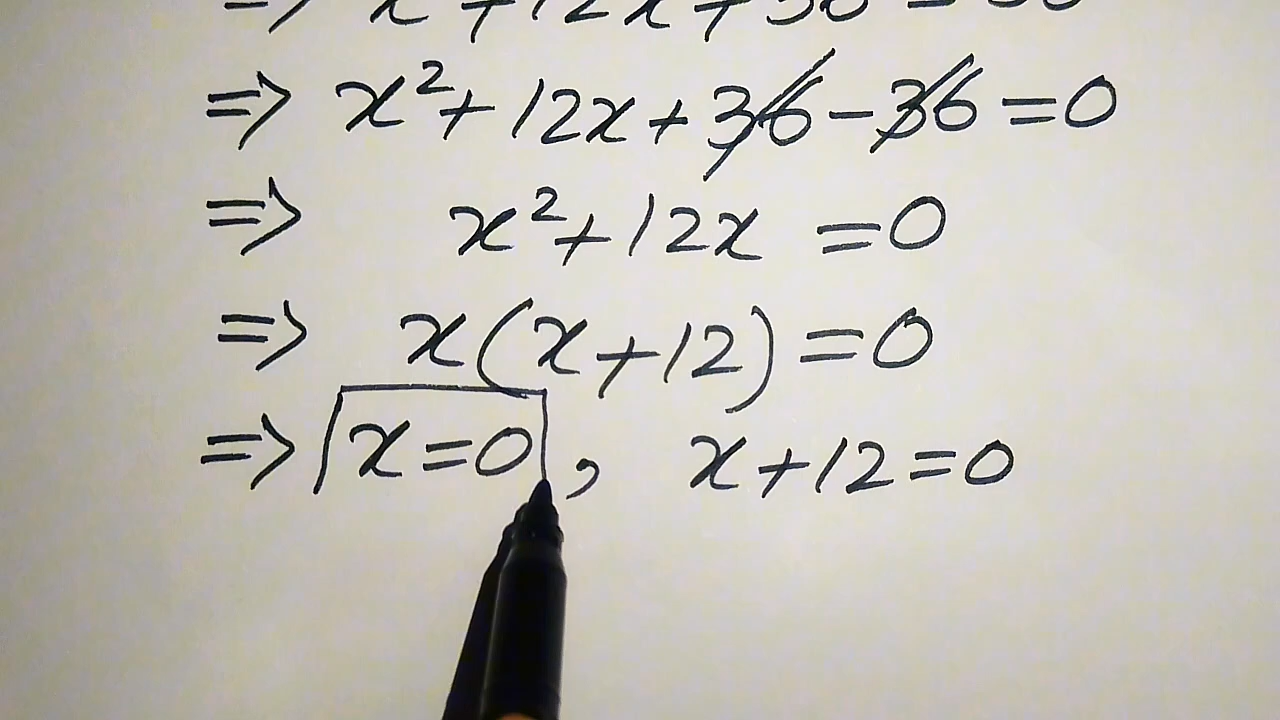 => x² + 12x + 36 - 36 = 0
=> x² + 12x = 0
=> x(x + 12) = 0
=> x = 0, x + 12 = 0